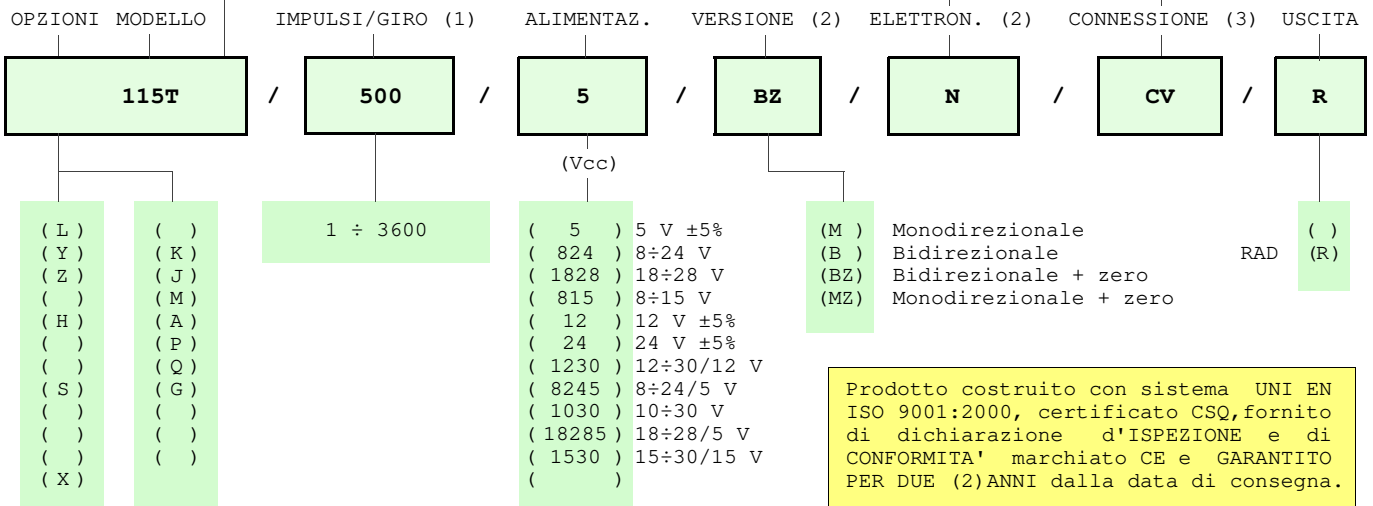 OPZIONI MODELLO IMPULSI/GIRO (1) ALIMENTAZ. VERSIONE (2) ELETTRON. (2) CONNESSIONE (3) USCITA
115T / 500 / 5 / BZ / N / CV / R
(Vcc)
(L) ( ) 1 ÷ 3600 ( 5 ) 5 V ±5% (M ) Monodirezionale ( )
(Y) (K) ( 824 ) 8÷24 V (B ) Bidirezionale RAD (R)
(Z) (J) ( 1828 ) 18÷28 V (BZ) Bidirezionale + zero
( ) (M) ( 815 ) 8÷15 V (MZ) Monodirezionale + zero
(H) (A) ( 12 ) 12 V ±5%
( ) (P) ( 24 ) 24 V ±5%
( ) (Q) ( 1230 ) 12÷30/12 V
(S) (G) ( 8245 ) 8÷24/5 V
( ) ( ) ( 1030 ) 10÷30 V
( ) ( ) (18285) 18÷28/5 V
( ) ( ) ( 1530 ) 15÷30/15 V
(X) ( )
Prodotto costruito con sistema UNI EN
ISO 9001:2000, certificato CSQ,fornito
di dichiarazione d'ISPEZIONE e di
CONFORMITA' marchiato CE e GARANTITO
PER DUE (2)ANNI dalla data di consegna.